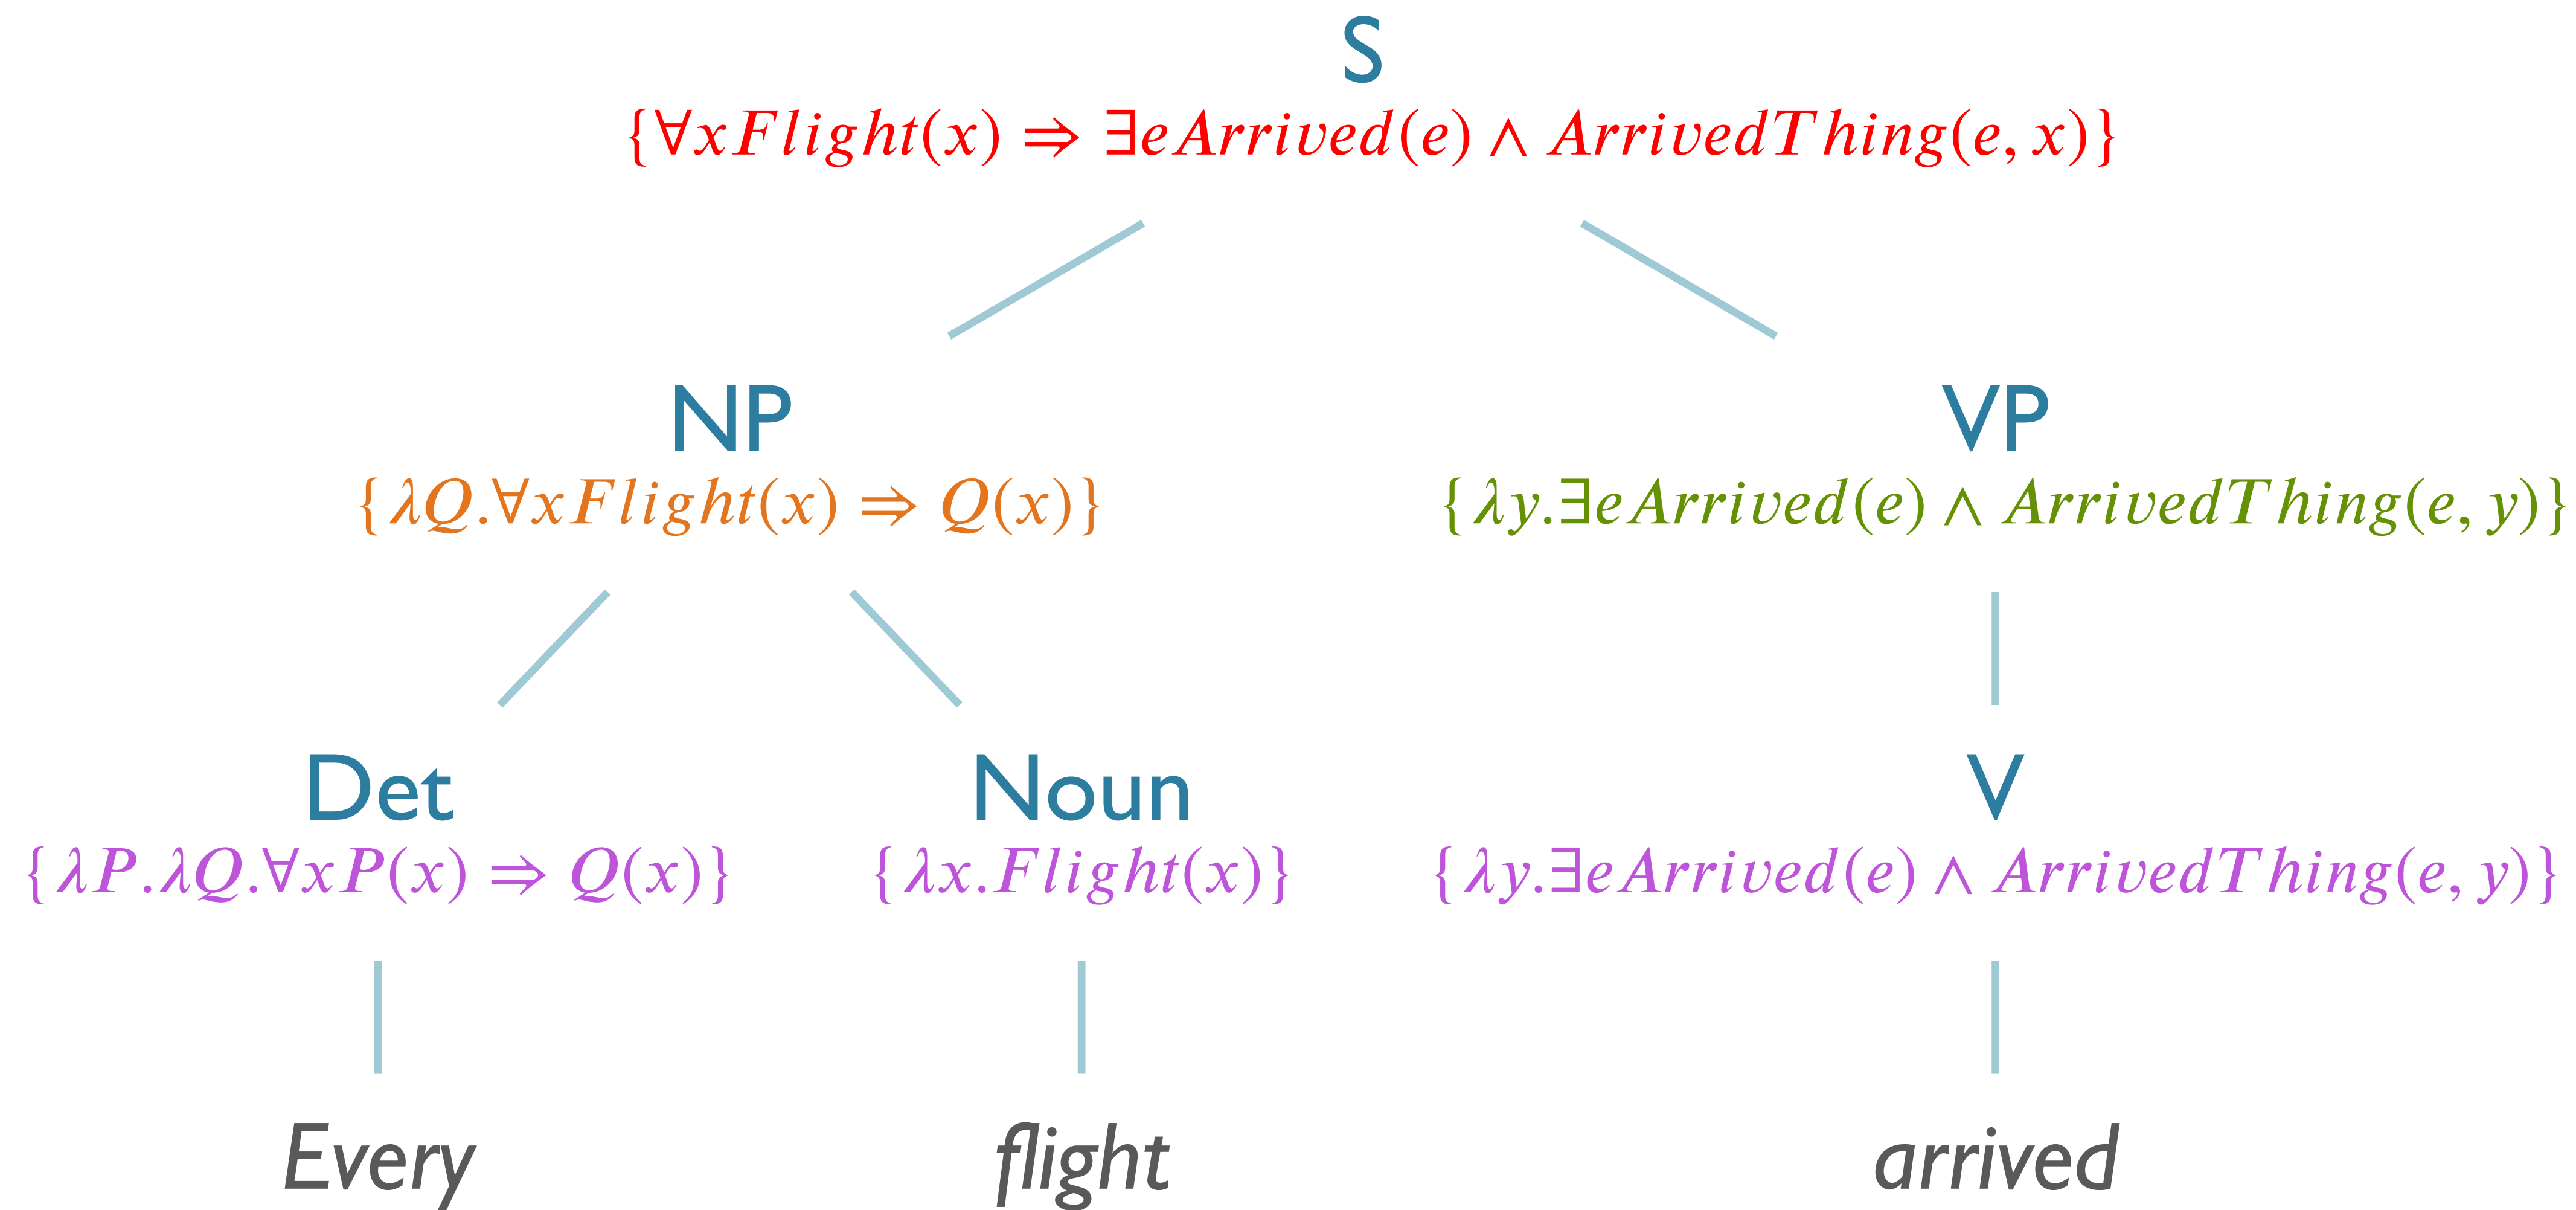 S
{∀xFlight(x) ⇒ ∃eArrived(e) ∧ ArrivedThing(e, x)}
NP VP
{λQ.∀xFlight(x) ⇒ Q(x)} {λy.∃eArrived(e) ∧ ArrivedThing(e, y)}
Det Noun V
{λP.λQ.∀xP(x) ⇒ Q(x)} {λx.Flight(x)} {λy.∃eArrived(e) ∧ ArrivedThing(e, y)}
Every flight arrived